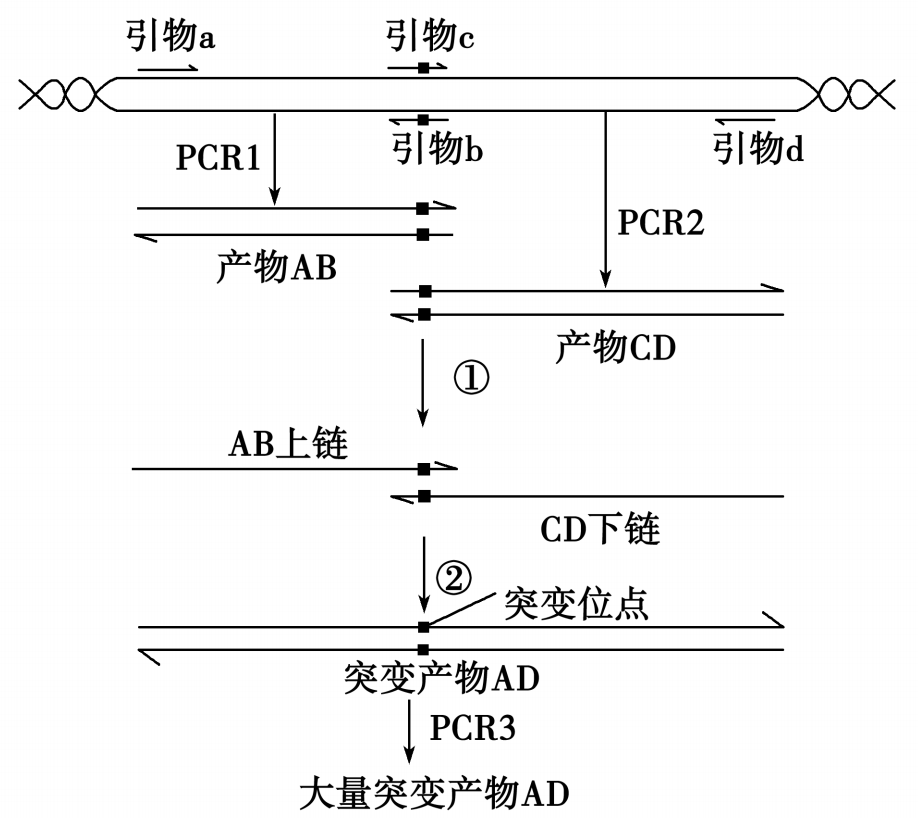 引物a
引物c
引物b
引物d
PCR1
PCR2
产物AB
产物CD
①
AB上链
CD下链
②
突变位点
突变产物AD
PCR3
大量突变产物AD